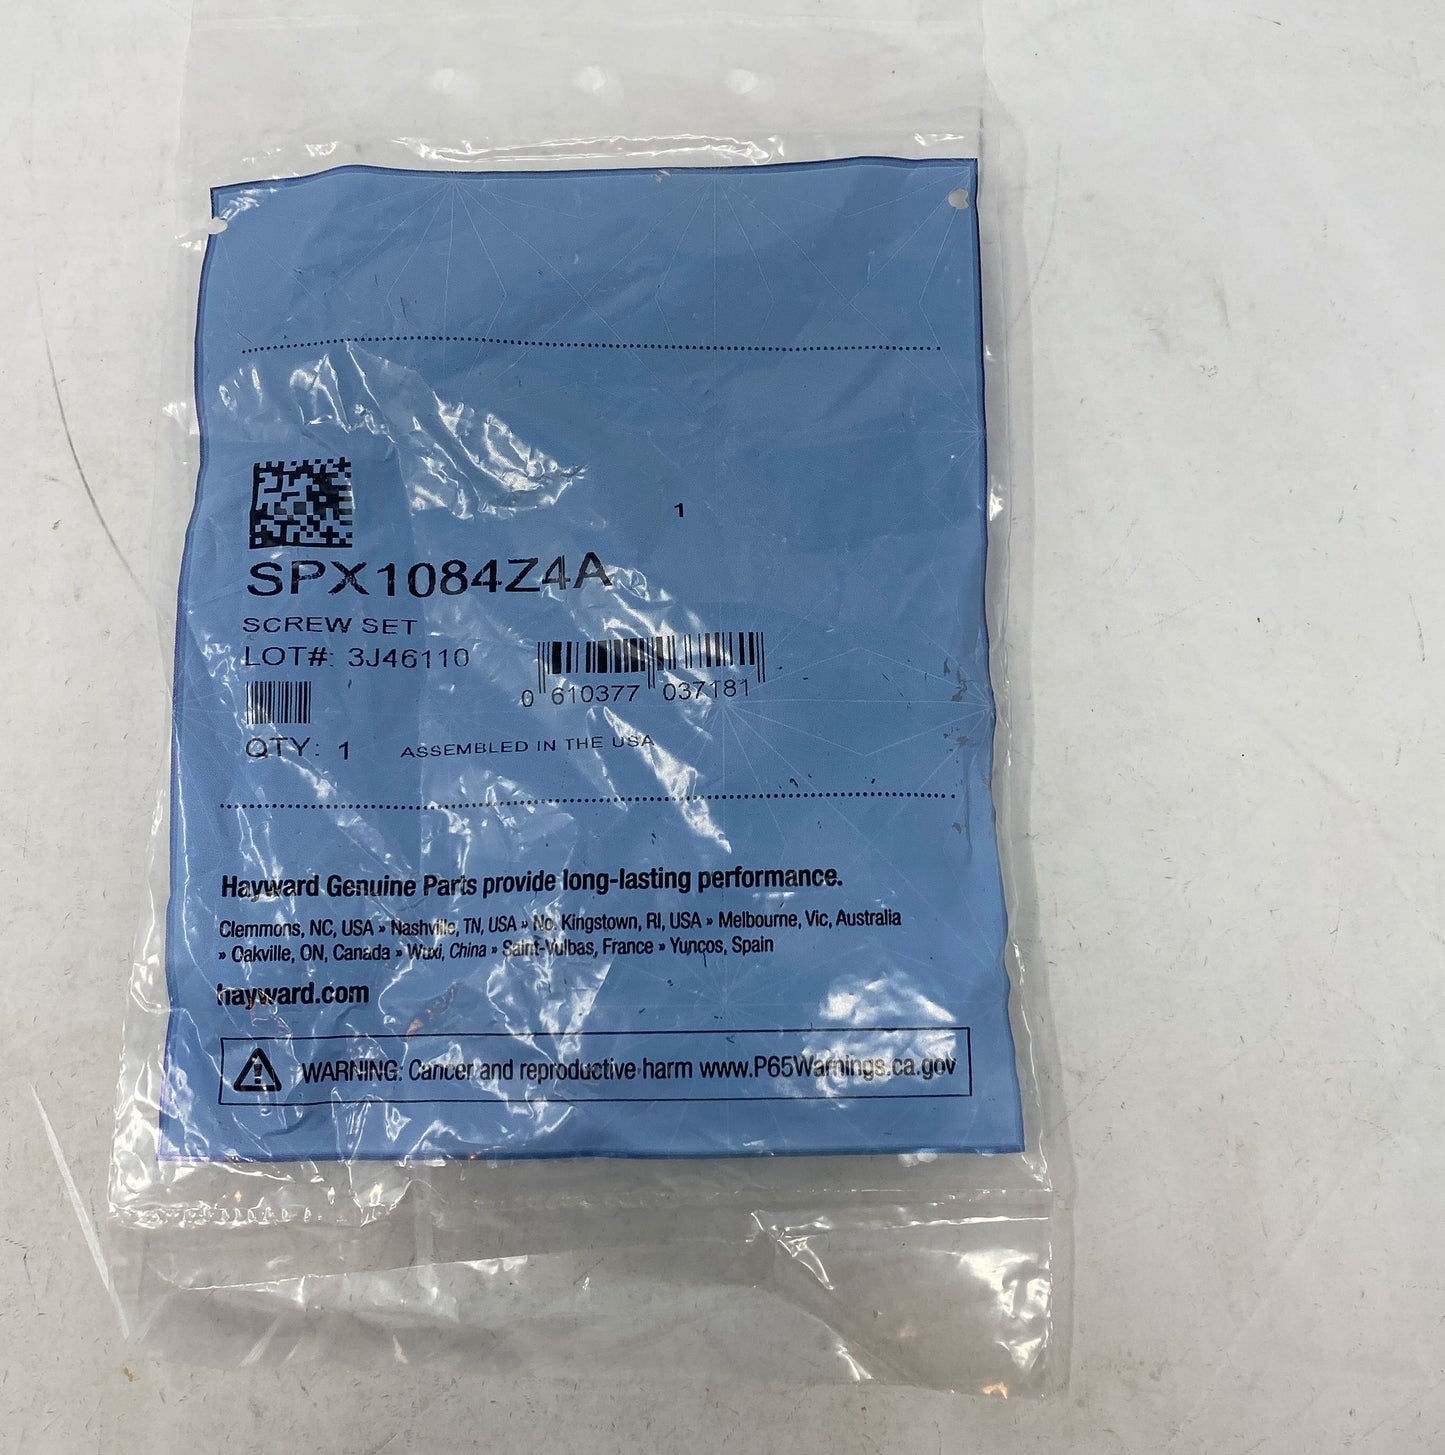 1
SPX1084Z4A
SCREW SET
LOT#: 3J46110
0 610377 037181
QTY: 1 ASSEMBLED IN THE USA
Hayward Genuine Parts provide long-lasting performance.
Clemmons, NC, USA » Nashville, TN, USA » No. Kingstown, RI, USA » Melbourne, Vic, Australia
» Oakville, ON, Canada » Wuxi, China » Saint-Vulbas, France » Yuncos, Spain
hayward.com
WARNING: Cancer and reproductive harm www.P65Warnings.ca.gov